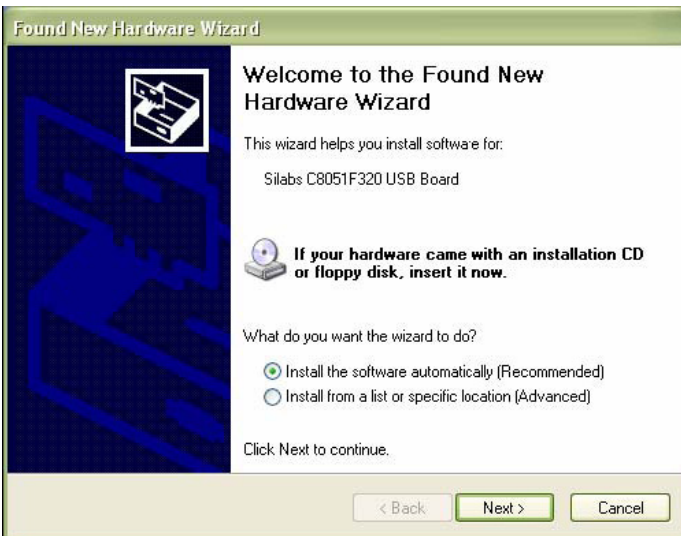 Found New Hardware Wizard
Welcome to the Found New
Hardware Wizard
This wizard helps you install software for:
Silabs C8051F320 USB Board
If your hardware came with an installation CD
or floppy disk, insert it now.
What do you want the wizard to do?
Install the software automatically (Recommended)
Install from a list or specific location (Advanced)
Click Next to continue.
< Back Next > Cancel